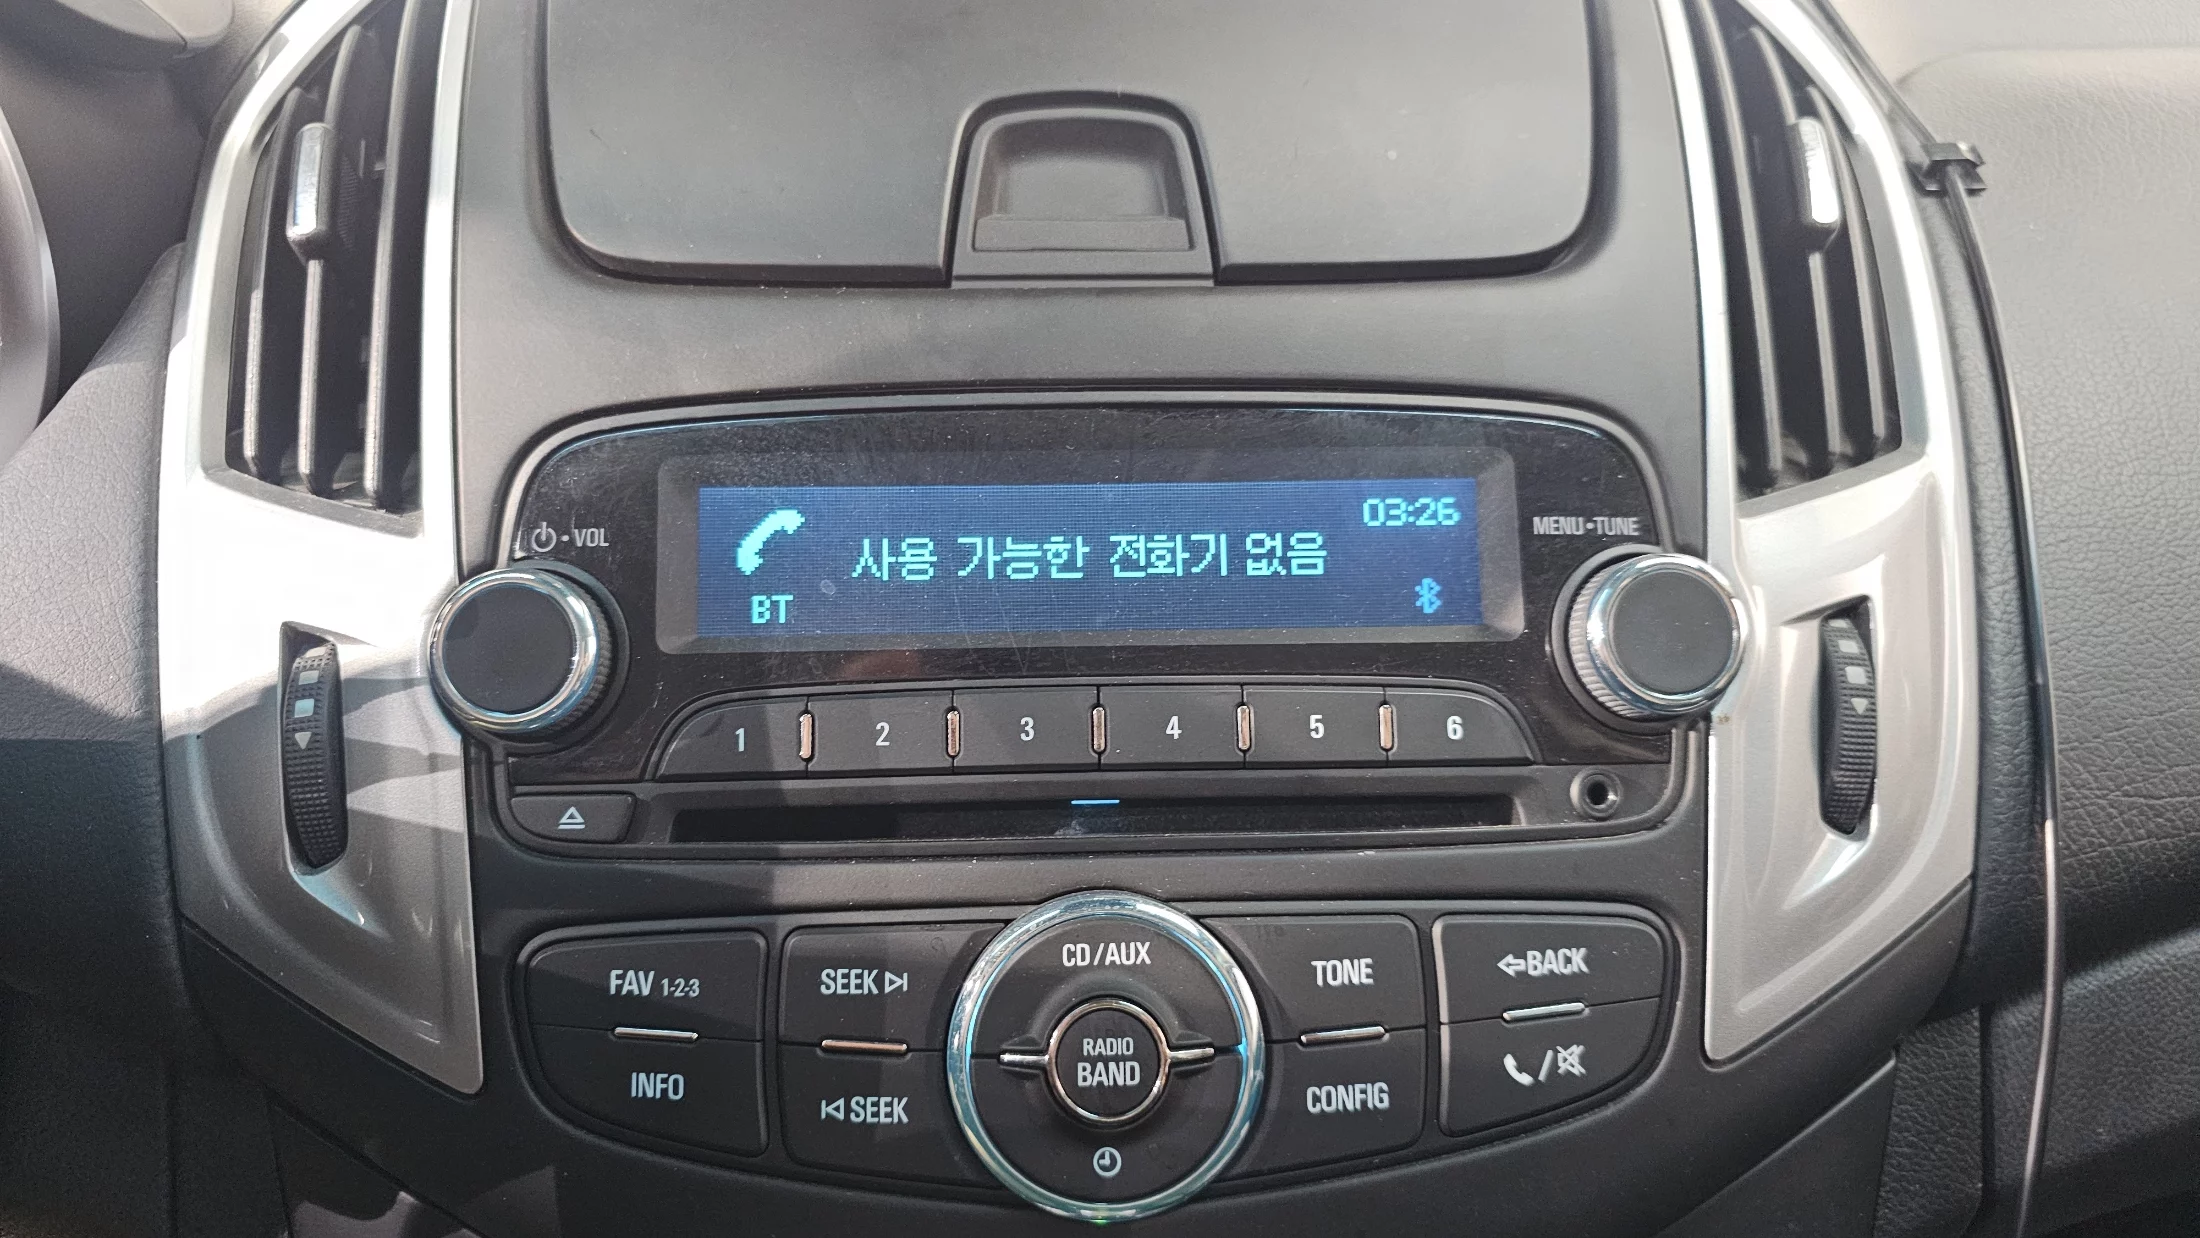 ⏻•VOL
03:26
MENU•TUNE
사용 가능한 전화기 없음
BT
1 2 3 4 5 6
CD/AUX
FAV 1-2-3
SEEK
TONE
BACK
RADIO
BAND
INFO
SEEK
CONFIG